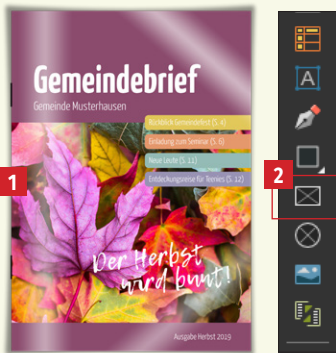 Gemeindebrief
Gemeinde Musterhausen
Rückblick Gemeindefest (S. 4)
Einladung zum Seminar (S. 6)
Neue Leute (S. 11)
Entdeckungsreise für Teenies (S. 12)
1
2
A
Der Herbst
wird bunt!
Ausgabe Herbst 2019